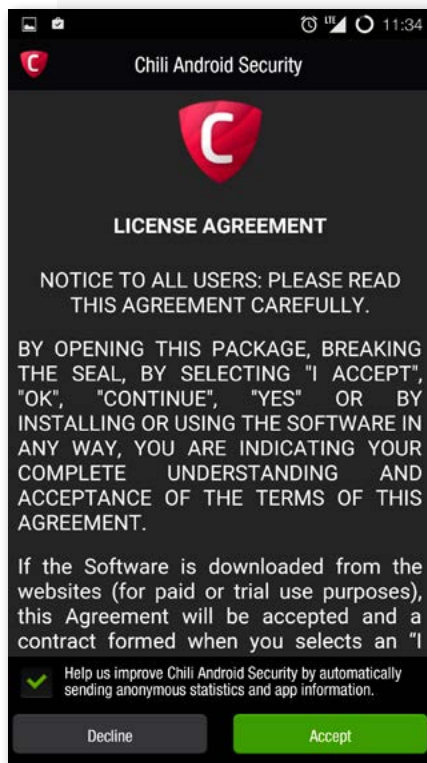 LTE 11:34
C
Chili Android Security
C
LICENSE AGREEMENT
NOTICE TO ALL USERS: PLEASE READ
THIS AGREEMENT CAREFULLY.
BY OPENING THIS PACKAGE, BREAKING
THE SEAL, BY SELECTING "I ACCEPT",
"OK", "CONTINUE", "YES" OR BY
INSTALLING OR USING THE SOFTWARE IN
ANY WAY, YOU ARE INDICATING YOUR
COMPLETE UNDERSTANDING AND
ACCEPTANCE OF THE TERMS OF THIS
AGREEMENT.
If the Software is downloaded from the
websites (for paid or trial use purposes),
this Agreement will be accepted and a
contract formed when you selects an “I
Help us improve Chili Android Security by automatically
sending anonymous statistics and app information.
Decline Accept